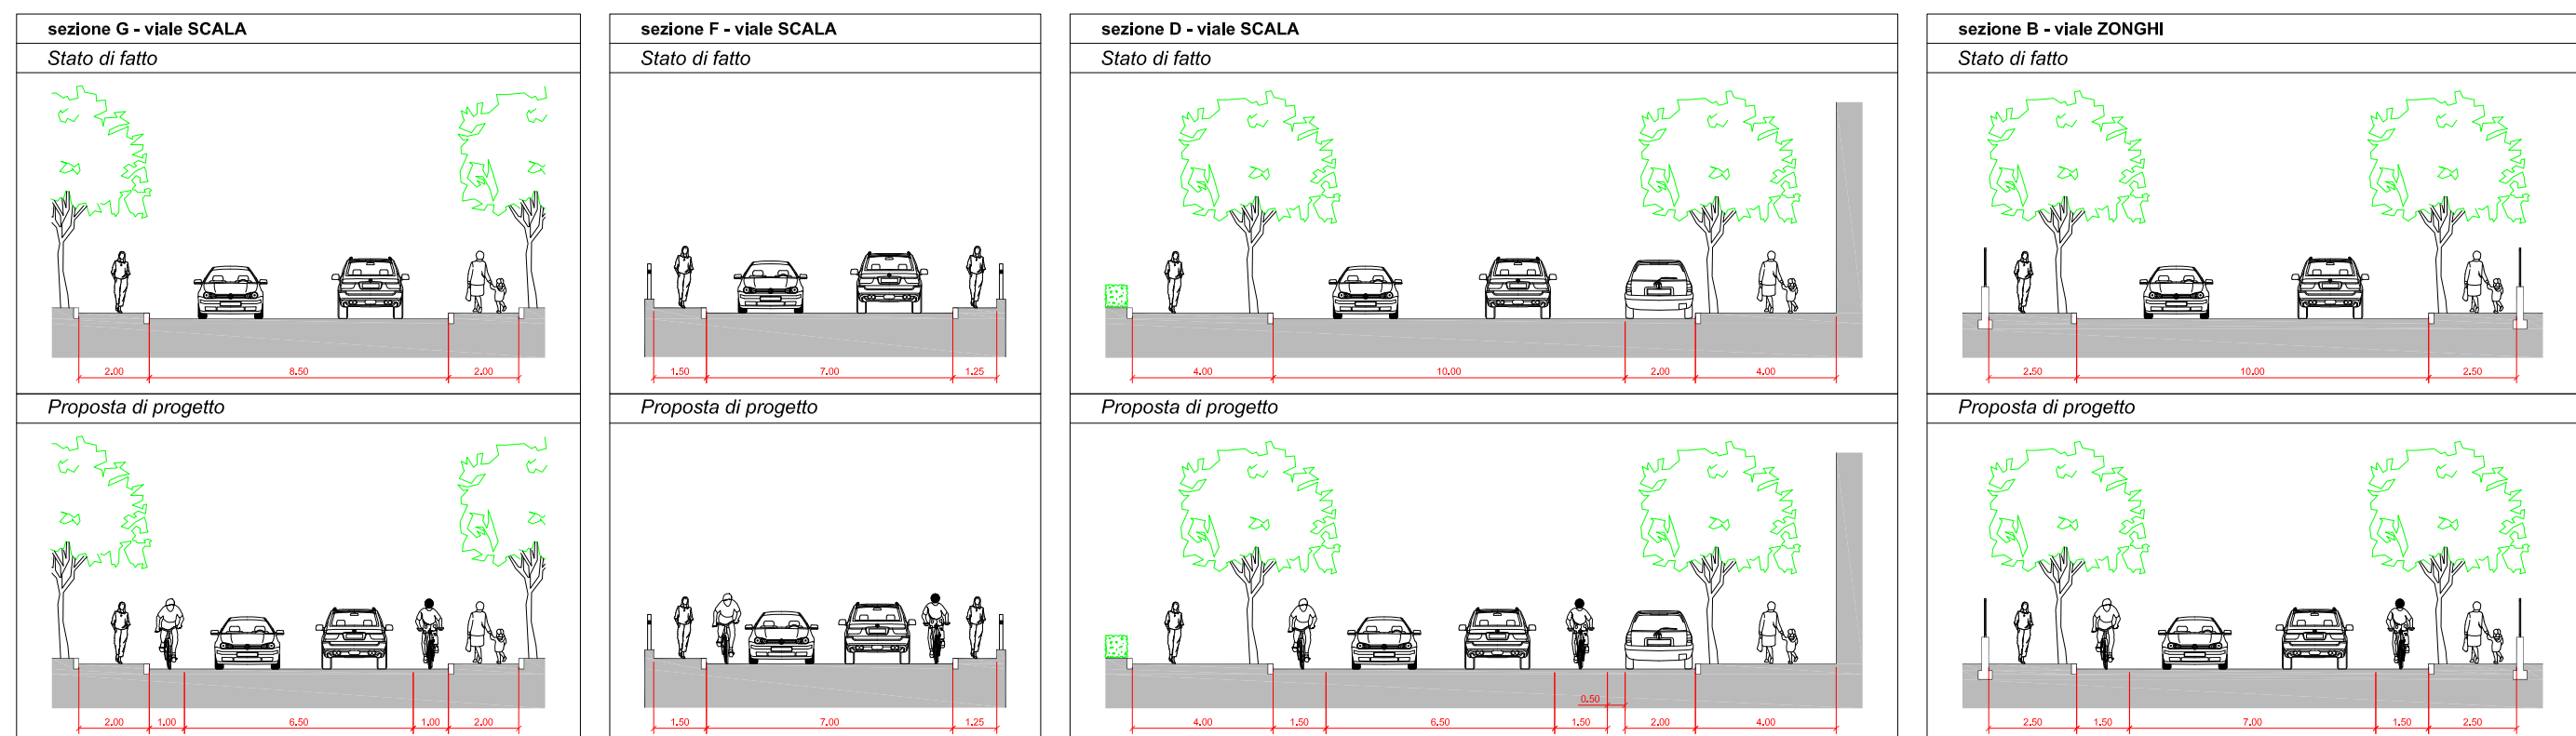 sezione G - viale SCALA
Stato di fatto
2.00 8.50 2.00
Proposta di progetto
2.00 1.00 6.50 1.00 2.00
sezione F - viale SCALA
Stato di fatto
1.50 7.00 1.25
Proposta di progetto
1.50 7.00 1.25
sezione D - viale SCALA
Stato di fatto
4.00 10.00 2.00 4.00
Proposta di progetto
0.50
4.00 1.50 6.50 1.50 2.00 4.00
sezione B - viale ZONGHI
Stato di fatto
2.50 10.00 2.50
Proposta di progetto
2.50 1.50 7.00 1.50 2.50